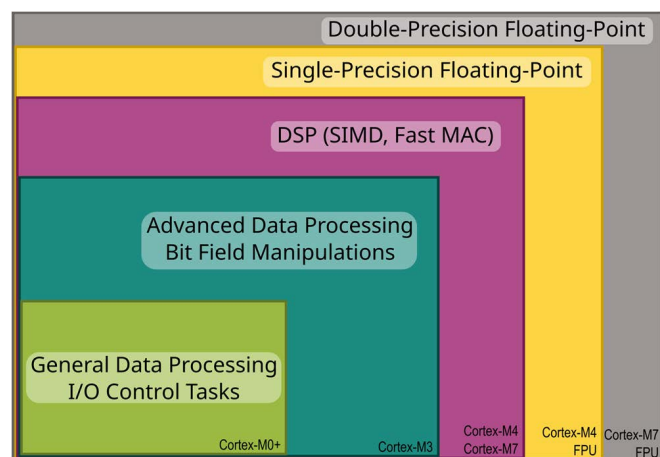 Double-Precision Floating-Point
Single-Precision Floating-Point
DSP (SIMD, Fast MAC)
Advanced Data Processing
Bit Field Manipulations
General Data Processing
I/O Control Tasks
Cortex-M0+
Cortex-M3
Cortex-M4
Cortex-M7
Cortex-M4
FPU
Cortex-M7
FPU